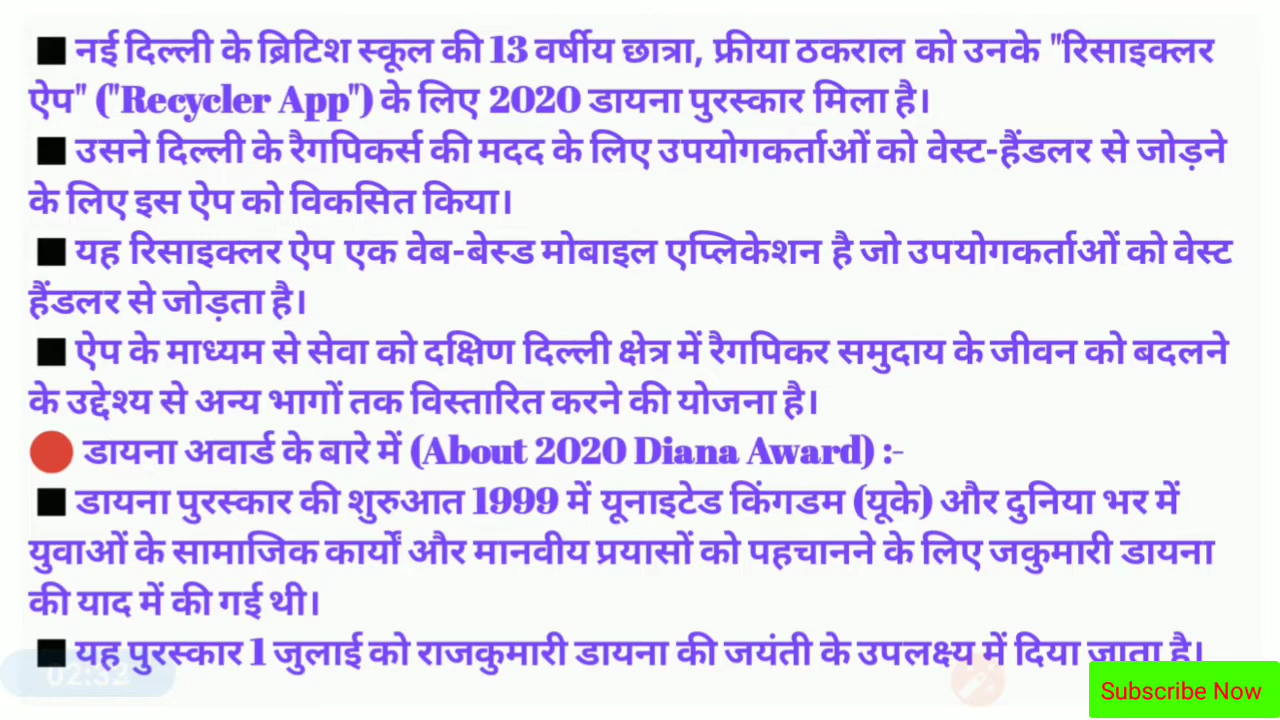 ■ नई दिल्ली के ब्रिटिश स्कूल की 13 वर्षीय छात्रा, फ्रीया ठकराल को उनके "रिसाइक्लर
ऐप" ("Recycler App") के लिए 2020 डायना पुरस्कार मिला है।
■ उसने दिल्ली के रैगपिकर्स की मदद के लिए उपयोगकर्ताओं को वेस्ट-हैंडलर से जोड़ने
के लिए इस ऐप को विकसित किया।
■ यह रिसाइक्लर ऐप एक वेब-बेस्ड मोबाइल एप्लिकेशन है जो उपयोगकर्ताओं को वेस्ट
हैंडलर से जोड़ता है।
■ ऐप के माध्यम से सेवा को दक्षिण दिल्ली क्षेत्र में रैगपिकर समुदाय के जीवन को बदलने
के उद्देश्य से अन्य भागों तक विस्तारित करने की योजना है।
🔴 डायना अवार्ड के बारे में (About 2020 Diana Award) :-
■ डायना पुरस्कार की शुरुआत 1999 में यूनाइटेड किंगडम (यूके) और दुनिया भर में
युवाओं के सामाजिक कार्यों और मानवीय प्रयासों को पहचानने के लिए जकुमारी डायना
की याद में की गई थी।
■ यह पुरस्कार 1 जुलाई को राजकुमारी डायना की जयंती के उपलक्ष्य में दिया जाता है।
Subscribe Now